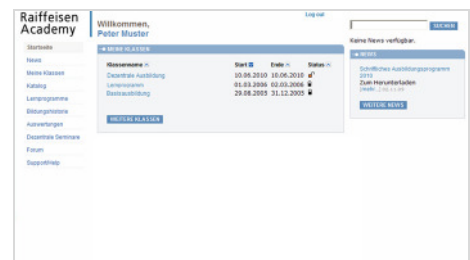 Raiffeisen
Academy
Willkommen,
Peter Muster
Log out
SUCHEN
Startseite
News
Meine Klassen
Katalog
Lernprogramme
Bildungshistorie
Auswertungen
Dezentrale Seminare
Forum
Support/Help
MEINE KLASSEN
Klassenname Start Ende Status
Dezentrale Ausbildung 10.06.2010 10.06.2010
Lernprogramm 01.03.2006 02.03.2006
Basisausbildung 29.08.2005 31.12.2005
WEITERE KLASSEN
Keine News verfügbar.
NEWS
Schriftliches Ausbildungsprogramm
2010
Zum Herunterladen
[mehr...]
WEITERE NEWS